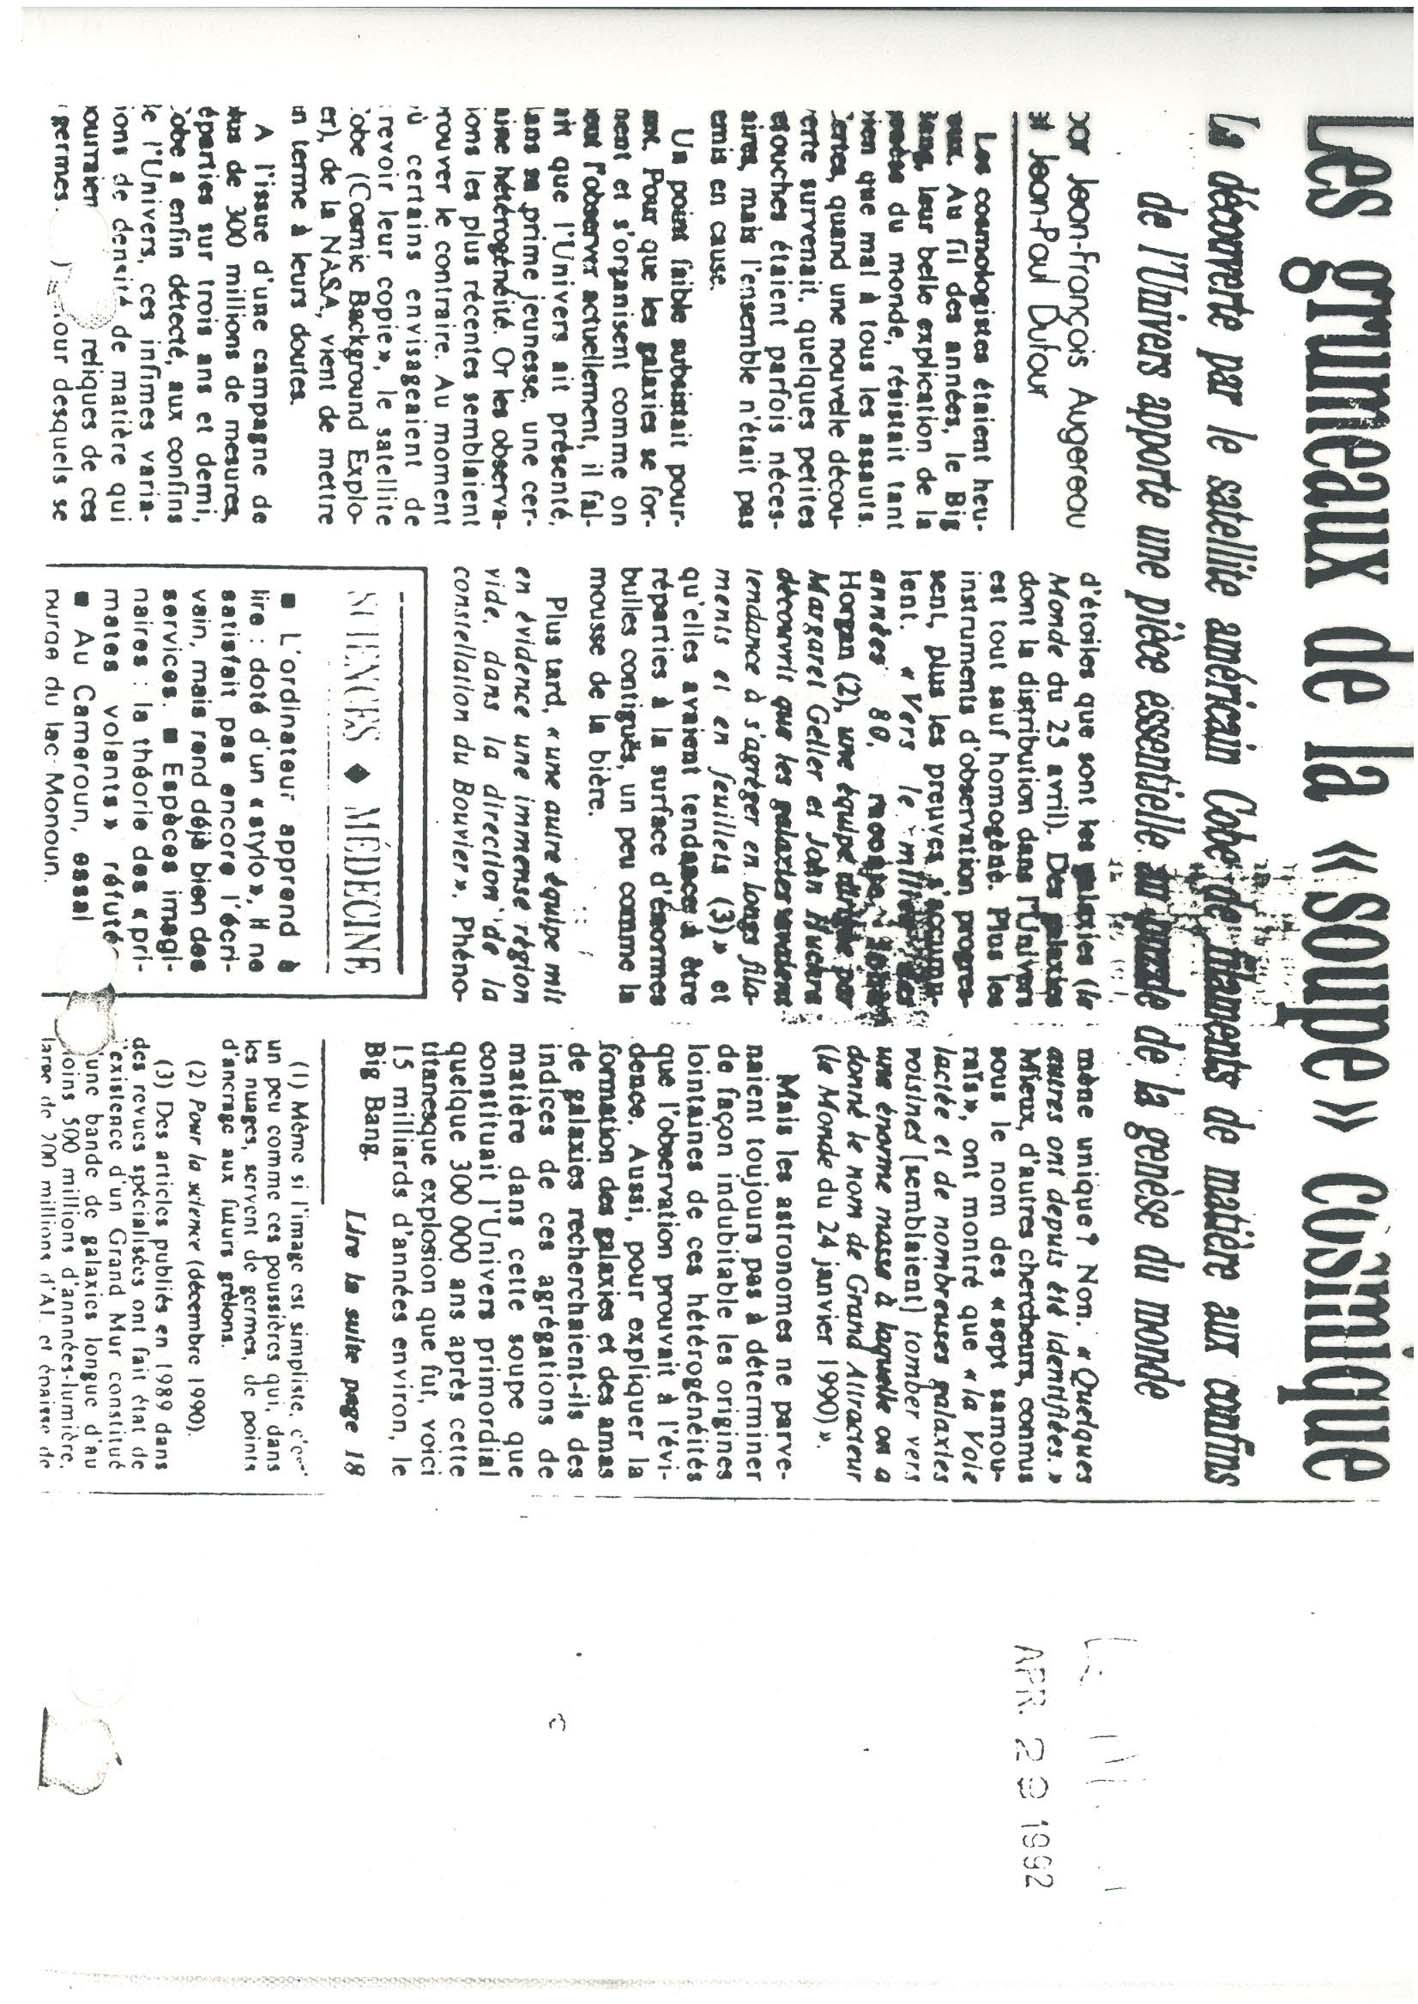 Les grumeaux de la «soupe» cosmique
La découverte par le satellite américain Cobe de filaments de matière aux confins
de l'Univers apporte une pièce essentielle au puzzle de la genèse du monde
par Jean-François Augereau
et Jean-Paul Dufour
Les cosmologistes étaient heu-
reux. Au fil des années, le Big
Bang, leur belle explication de la
genèse du monde, résistait tant
bien que mal à tous les assauts.
Certes, quand une nouvelle décou-
verte survenait, quelques petites
retouches étaient parfois néces-
aires, mais l'ensemble n'était pas
remis en cause.
Un point faible subsistait pour-
tant. Pour que les galaxies se for-
ment et s'organisent comme on
peut l'observer actuellement, il fal-
lait que l'Univers ait présenté,
dans sa prime jeunesse, une cer-
taine hétérogénéité. Or les observa-
tions les plus récentes semblaient
prouver le contraire. Au moment
où certains envisageaient de
revoir leur copie», le satellite
Cobe (Cosmic Background Explo-
rer), de la NASA, vient de mettre
un terme à leurs doutes.
A l'issue d'une campagne de
plus de 300 millions de mesures,
réparties sur trois ans et demi,
Cobe a enfin détecté, aux confins
de l'Univers, ces infimes varia-
tions de densité de matière qui
pourraient reliques de ces
germes autour desquels se
d'étoiles que sont les galaxies (le
Monde du 25 avril). Des galaxies
dont la distribution dans l'Univers
est tout sauf homogène. Plus les
instruments d'observation progres-
sent, plus les preuves s'accumu-
lent. « Vers le milieu des
années 80, raconte John
Horgan (2), une équipe dirigée par
Margaret Geller et John Huchra
découvrit que les galaxies avaient
tendance à s'agréger en longs fila-
ments et en feuillets (3) » et
qu'elles avaient tendance à être
réparties à la surface d'énormes
bulles contiguës, un peu comme la
mousse de la bière.
Plus tard, « une autre équipe mit
en évidence une immense région
vide, dans la direction de la
constellation du Bouvier ». Phéno-
SCIENCES ◆ MÉDECINE
■ L'ordinateur apprend à
lire : doté d'un « stylo », il ne
satisfait pas encore l'écri-
vain, mais rend déjà bien des
services. ■ Espèces imagi-
naires : la théorie des « pri-
mates volants » réfutée
■ Au Cameroun, essai
purge du lac Monoun.
mène unique ? Non. « Quelques
autres ont depuis été identifiées. »
Mieux, d'autres chercheurs, connus
sous le nom des « sept samou-
raïs », ont montré que « la Voie
lactée et de nombreuses galaxies
voisines [semblaient] tomber vers
une énorme masse à laquelle on a
donné le nom de Grand Attracteur
(le Monde du 24 janvier 1990) ».
Mais les astronomes ne parve-
naient toujours pas à déterminer
de façon indubitable les origines
lointaines de ces hétérogénéités
que l'observation prouvait à l'évi-
dence. Aussi, pour expliquer la
formation des galaxies et des amas
de galaxies recherchaient-ils des
indices de ces agrégations de
matière dans cette soupe que
constituait l'Univers primordial
quelque 300 000 ans après cette
titanesque explosion que fut, voici
15 milliards d'années environ, le
Big Bang.
Lire la suite page 18
(1) Même si l'image est simpliste, c'est
un peu comme ces poussières qui, dans
les nuages, servent de germes, de points
d'ancrage aux futurs grêlons.
(2) Pour la science (décembre 1990).
(3) Des articles publiés en 1989 dans
des revues spécialisées ont fait état de
l'existence d'un Grand Mur constitué
d'une bande de galaxies longue d'au
moins 500 millions d'années-lumière,
large de 200 millions d'AL et épaisse de
APR. 29 1992